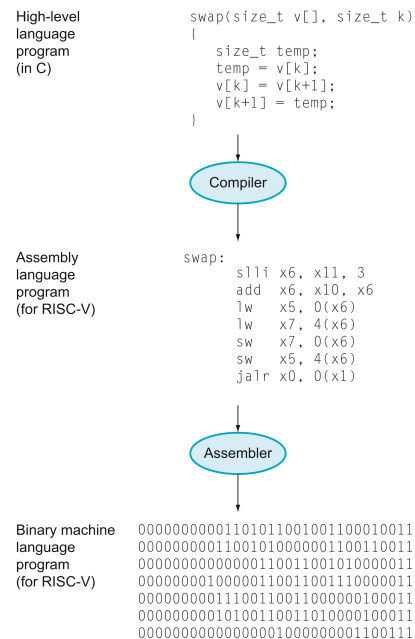 High-level
language
program
(in C)
swap(size_t v[], size_t k)
{
size_t temp;
temp = v[k];
v[k] = v[k+1];
v[k+1] = temp;
}
Compiler
Assembly
language
program
(for RISC-V)
swap:
slli x6, x11, 3
add x6, x10, x6
lw x5, 0(x6)
lw x7, 4(x6)
sw x7, 0(x6)
sw x5, 4(x6)
jalr x0, 0(x1)
Assembler
Binary machine
language
program
(for RISC-V)
00000000001101011001001100010011
00000000011001010000001100110011
00000000000000110011001010000011
00000000100000110011001110000011
00000000011100110011000000100011
00000000010100110011010000100011
00000000000000001000000001100111